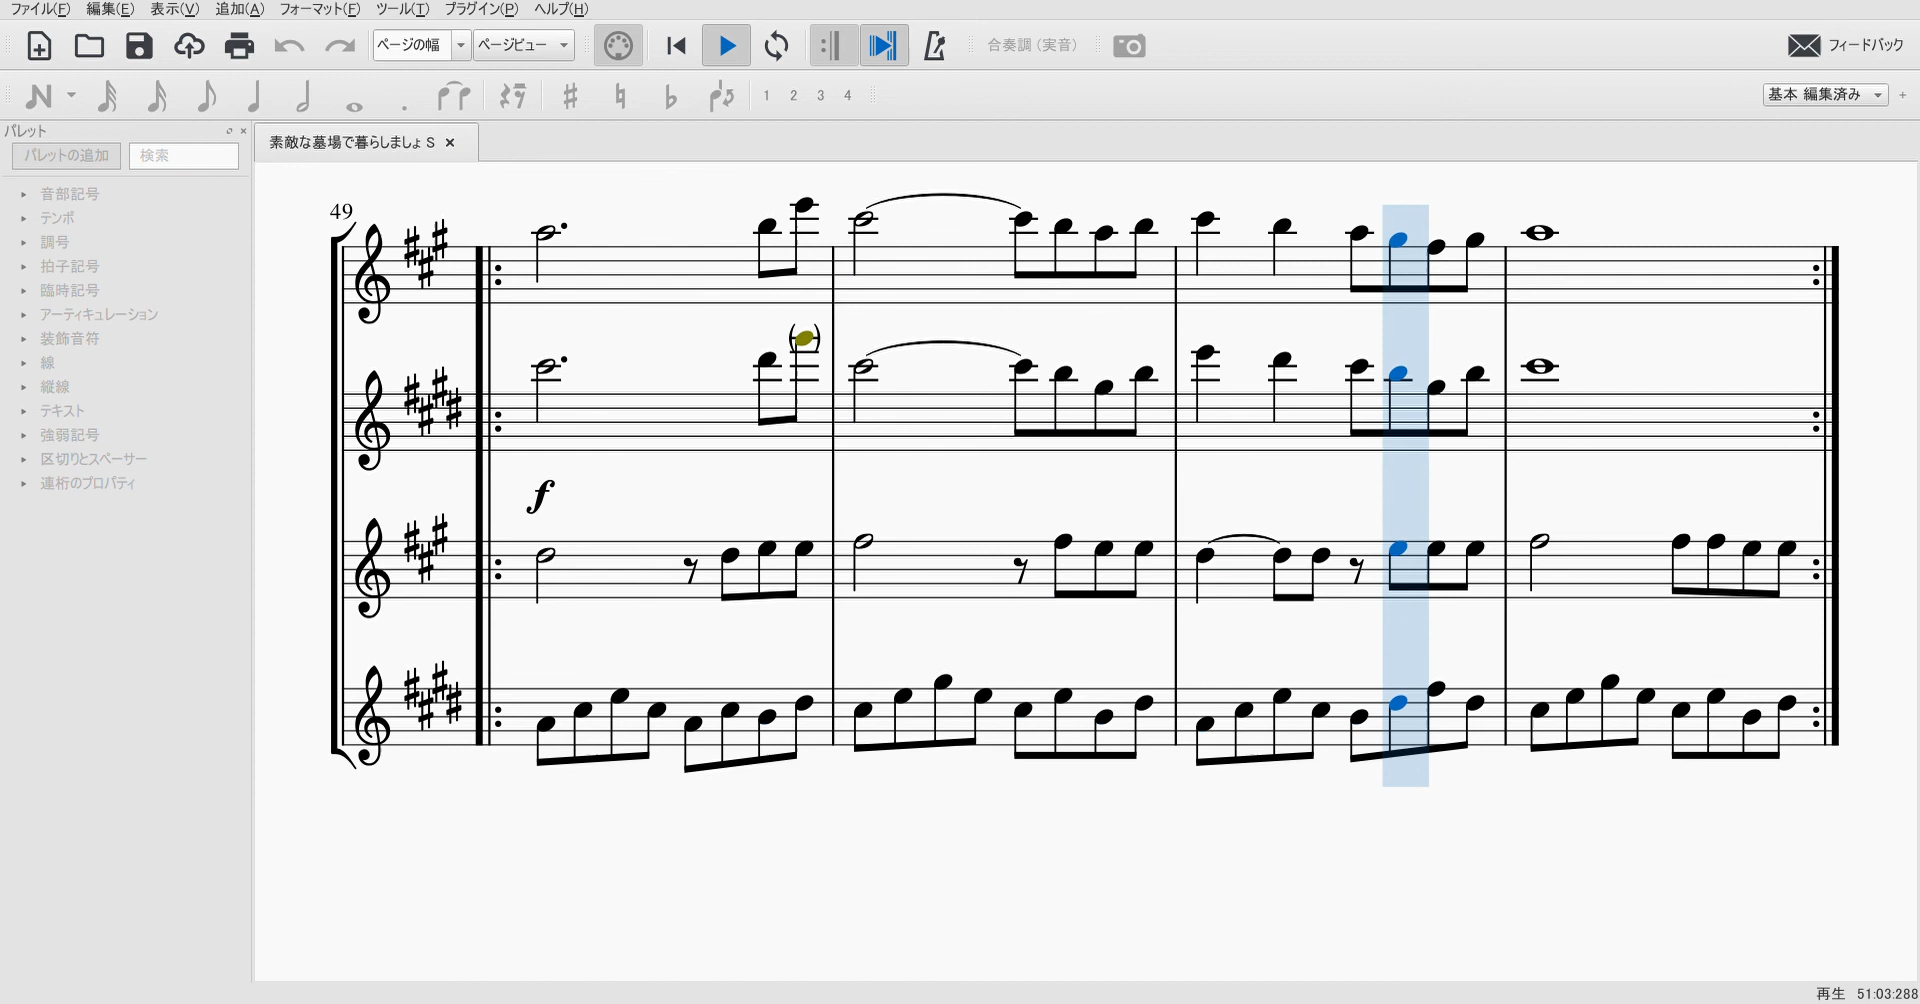 ファイル(F) 編集(E) 表示(V) 追加(A) フォーマット(F) ツール(T) プラグイン(P) ヘルプ(H)
ページの幅 ページビュー 合奏調 (実音) フィードバック
1 2 3 4 基本 編集済み +
パレット
パレットの追加 検索
素敵な墓場で暮らしましょ S ×
音部記号
テンポ
調号
拍子記号
臨時記号
アーティキュレーション
装飾音符
線
縦線
テキスト
強弱記号
区切りとスペーサー
連桁のプロパティ
49
f
再生 51:03:288